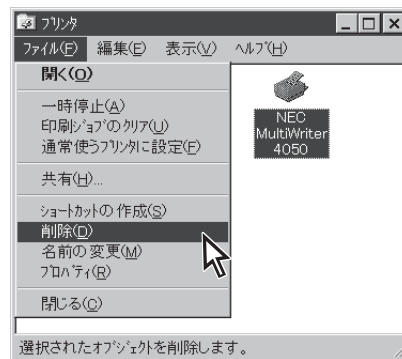 プリンタ
ファイル(F) 編集(E) 表示(V) ヘルプ(H)
開く(O)
一時停止(A)
印刷ジョブのクリア(U)
通常使うプリンタに設定(F)
共有(H)...
ショートカットの作成(S)
削除(D)
名前の変更(M)
プロパティ(R)
閉じる(C)
NEC
MultiWriter
4050
選択されたオブジェクトを削除します。